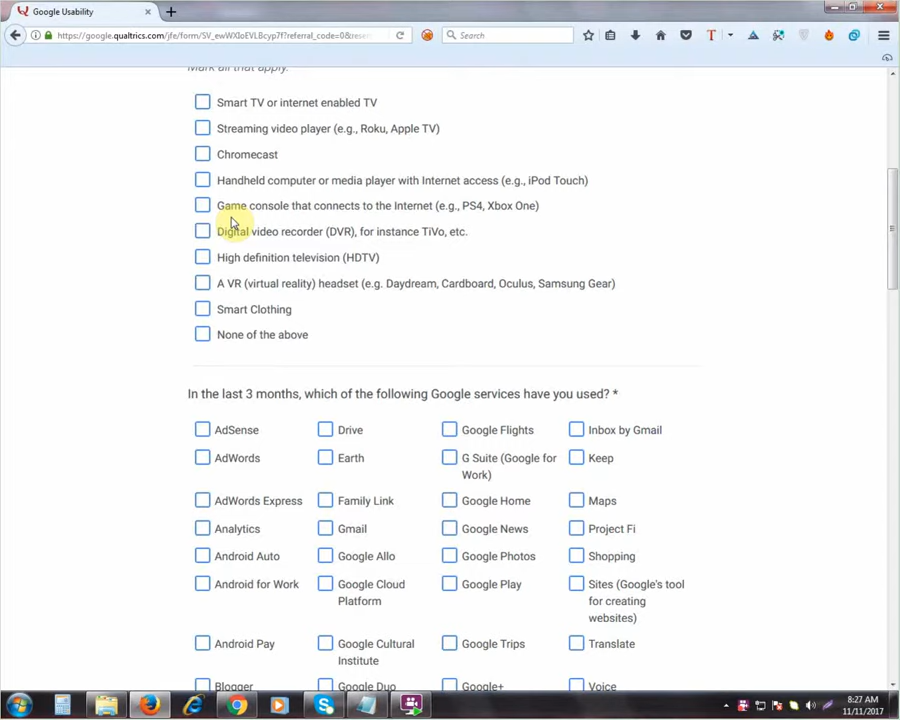 Google Usability
https://google.qualtrics.com/jfe/form/SV_ewWXIoEVLBcyp7f?referral_code=0&reser
Search
Mark all that apply.
Smart TV or internet enabled TV
Streaming video player (e.g., Roku, Apple TV)
Chromecast
Handheld computer or media player with Internet access (e.g., iPod Touch)
Game console that connects to the Internet (e.g., PS4, Xbox One)
Digital video recorder (DVR), for instance TiVo, etc.
High definition television (HDTV)
A VR (virtual reality) headset (e.g. Daydream, Cardboard, Oculus, Samsung Gear)
Smart Clothing
None of the above
In the last 3 months, which of the following Google services have you used? *
AdSense Drive Google Flights Inbox by Gmail
AdWords Earth G Suite (Google for Keep
Work)
AdWords Express Family Link Google Home Maps
Analytics Gmail Google News Project Fi
Android Auto Google Allo Google Photos Shopping
Android for Work Google Cloud Google Play Sites (Google's tool
Platform for creating
websites)
Android Pay Google Cultural Google Trips Translate
Institute
Blogger Google Duo Google+ Voice
8:27 AM
11/11/2017